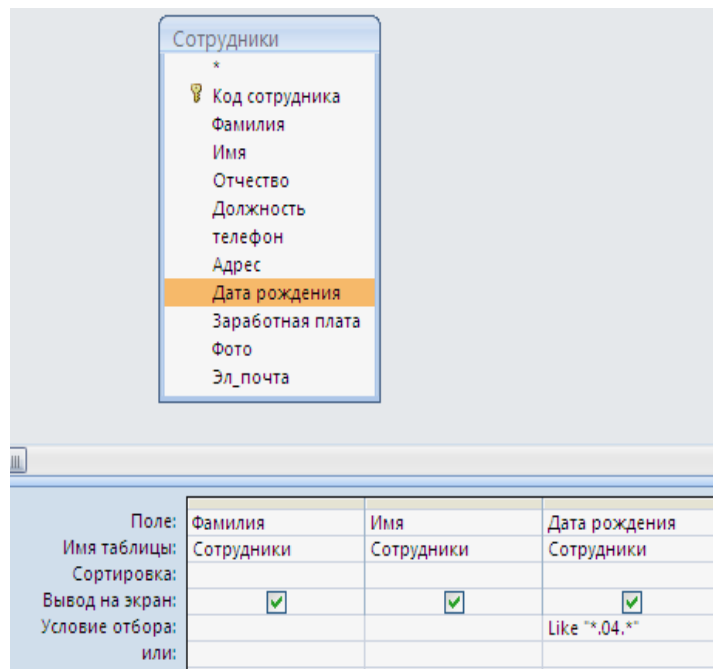 Сотрудники
*
Код сотрудника
Фамилия
Имя
Отчество
Должность
телефон
Адрес
Дата рождения
Заработная плата
Фото
Эл_почта
Поле: Фамилия Имя Дата рождения
Имя таблицы: Сотрудники Сотрудники Сотрудники
Сортировка:
Вывод на экран:
Условие отбора: Like "*.04.*"
или: